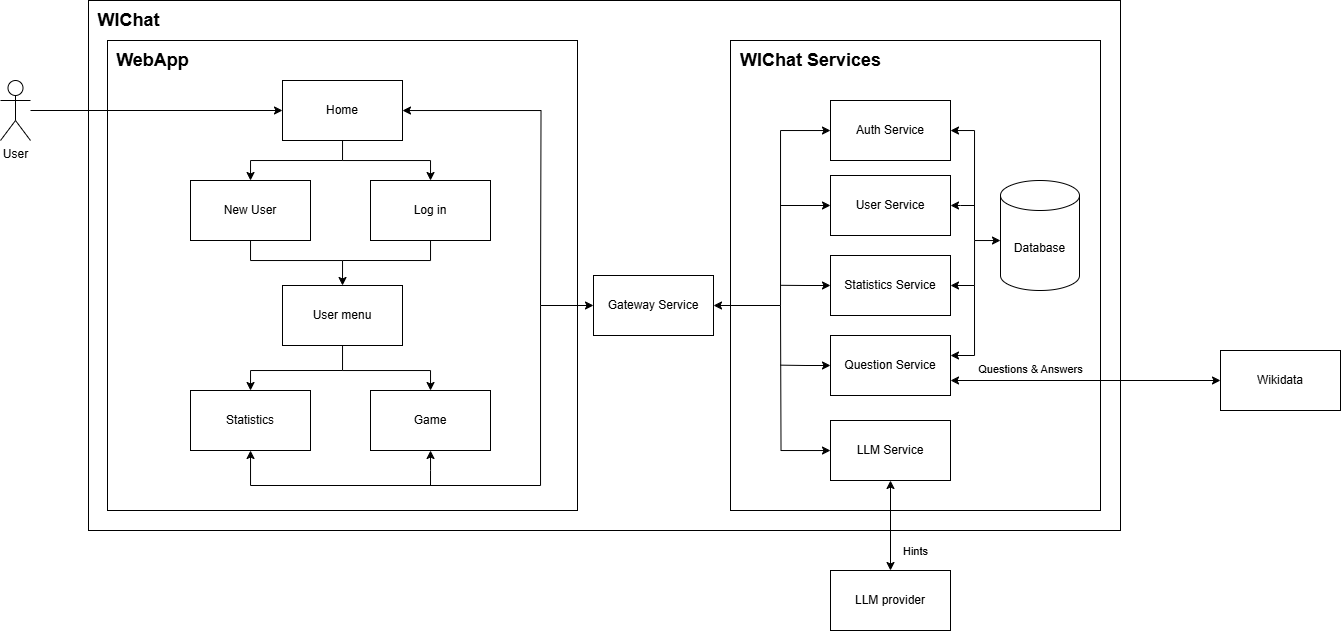 WIChat
WebApp
WIChat Services
Home
User
New User
Log in
User menu
Statistics
Game
Gateway Service
Auth Service
User Service
Statistics Service
Question Service
LLM Service
Database
Questions & Answers
Wikidata
Hints
LLM provider